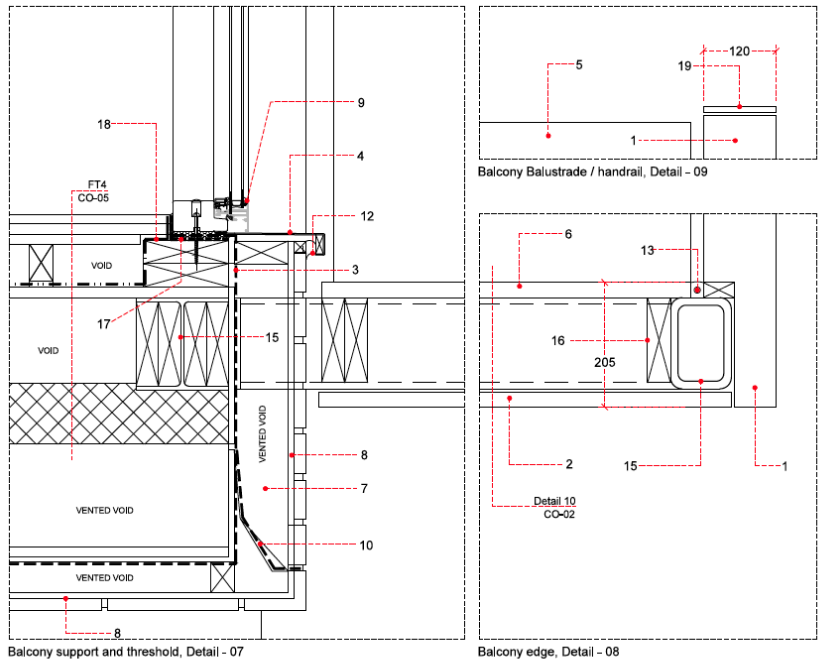 9
18
4
FT4
CO-05
12
VOID
3
17
15
VOID
VENTED VOID
8
7
VENTED VOID
10
VENTED VOID
8
Balcony support and threshold, Detail - 07
120
5
19
1
Balcony Balustrade / handrail, Detail - 09
6
13
16
205
2
15
1
Detail 10
CO-02
Balcony edge, Detail - 08